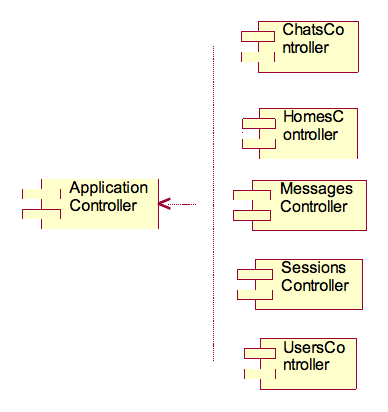 ChatsCo
ntroller
HomesC
ontroller
Application
Controller
Messages
Controller
Sessions
Controller
UsersCo
ntroller